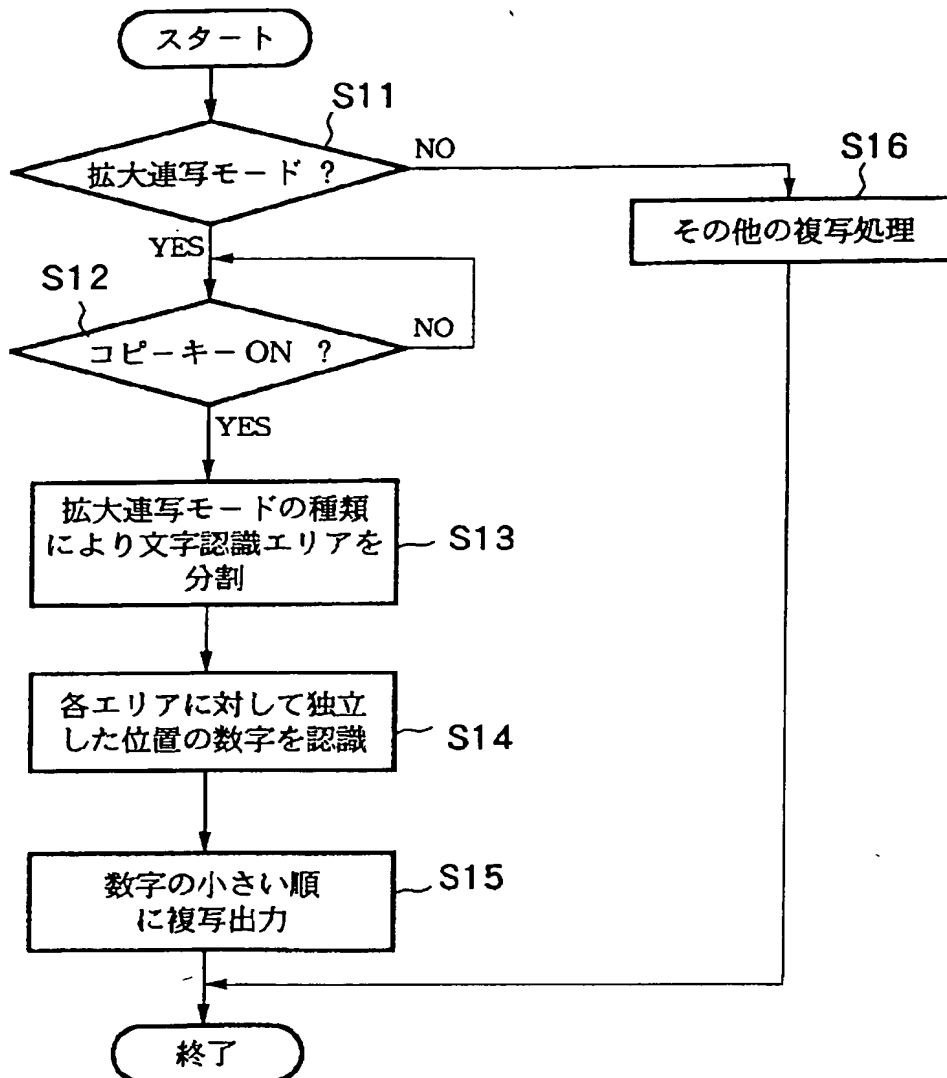 スタート
S11
拡大連写モード ?
NO
S16
その他の複写処理
YES
S12
コピーキーON ?
NO
YES
拡大連写モードの種類
により文字認識エリアを
分割
S13
各エリアに対して独立
した位置の数字を認識
S14
数字の小さい順
に複写出力
S15
終了